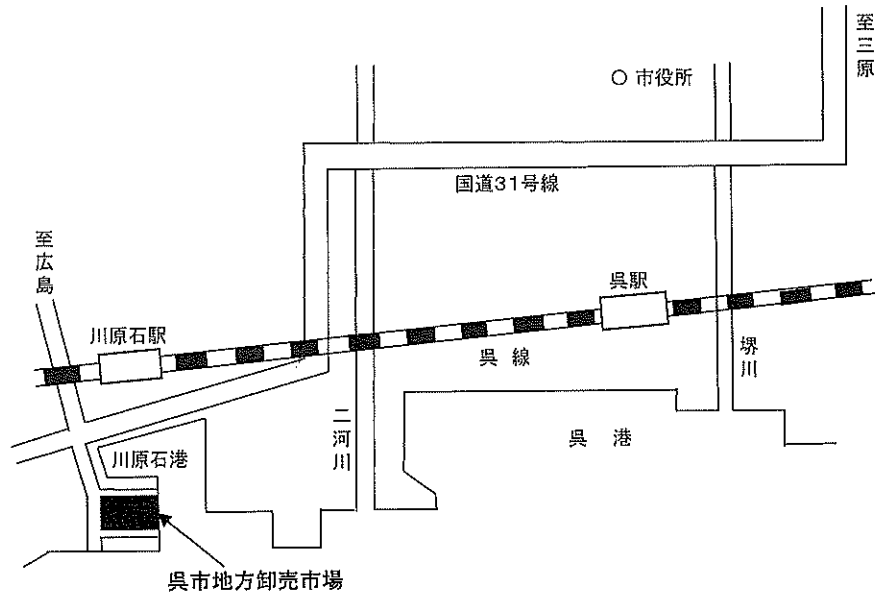 至三原
○ 市役所
国道31号線
至広島
呉駅
川原石駅
呉線
堺川
二河川
呉港
川原石港
呉市地方卸売市場